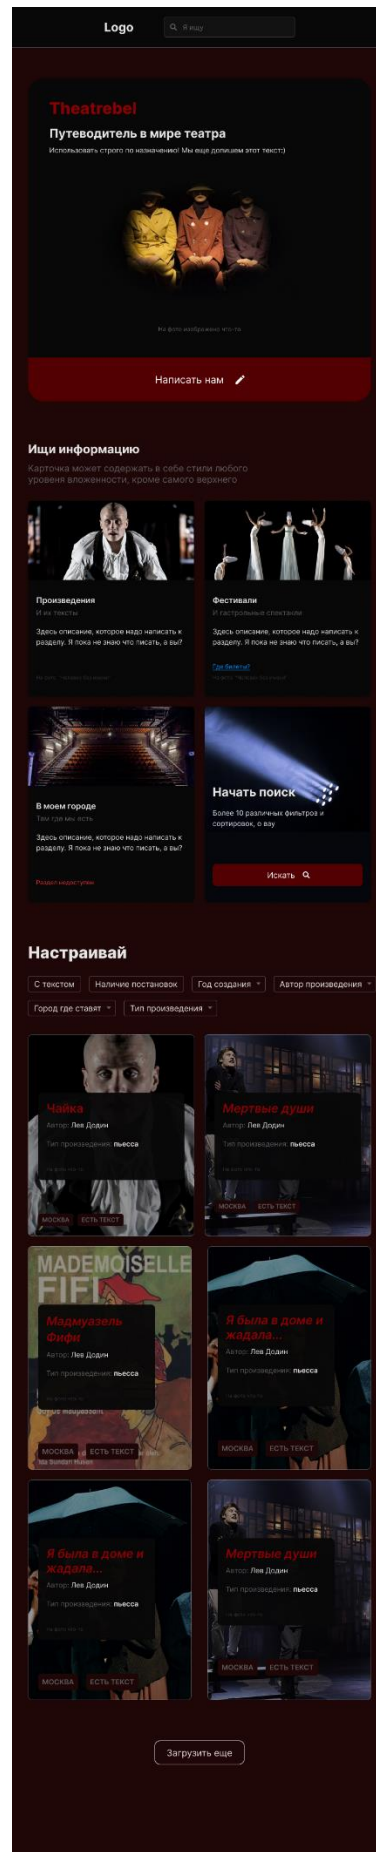 Logo
Я ищу
Theatrebel
Путеводитель в мире театра
Использовать строго по назначению! Мы еще допишем этот текст;)
На фото изображено что-то
Написать нам
Ищи информацию
Карточка может содержать в себе стили любого
уровеня вложенности, кроме самого верхнего
Произведения
И их тексты
Здесь описание, которое надо написать к
разделу. Я пока не знаю что писать, а вы?
Фестивали
И гастрольные спектакли
Здесь описание, которое надо написать к
разделу. Я пока не знаю что писать, а вы?
Где билеты?
В моем городе
Там где мы есть
Здесь описание, которое надо написать к
разделу. Я пока не знаю что писать, а вы?
Раздел недоступен
Начать поиск
Более 10 различных фильтров и
сортировок, о вау
Искать
Настраивай
С текстом
Наличие постановок
Год создания
Автор произведения
Город где ставят
Тип произведения
Чайка
Автор: Лев Додин
Тип произведения: пьесса
МОСКВА
ЕСТЬ ТЕКСТ
Мертвые души
Автор: Лев Додин
Тип произведения: пьесса
МОСКВА
ЕСТЬ ТЕКСТ
MADEMOISELLE
FIFI
Мадмуазель
Фифи
Автор: Лев Додин
Тип произведения: пьесса
МОСКВА
ЕСТЬ ТЕКСТ
Я была в доме и
жадала...
Автор: Лев Додин
Тип произведения: пьесса
МОСКВА
ЕСТЬ ТЕКСТ
Я была в доме и
жадала...
Автор: Лев Додин
Тип произведения: пьесса
МОСКВА
ЕСТЬ ТЕКСТ
Мертвые души
Автор: Лев Додин
Тип произведения: пьесса
МОСКВА
ЕСТЬ ТЕКСТ
Загрузить еще